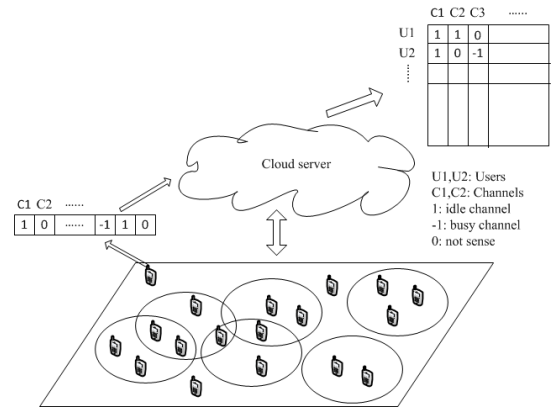 C1 C2 C3 ......
U1 1 1 0
U2 1 0 -1
......
Cloud server
U1,U2: Users
C1,C2: Channels
1: idle channel
-1: busy channel
0: not sense
C1 C2 ......
1 0 ...... -1 1 0